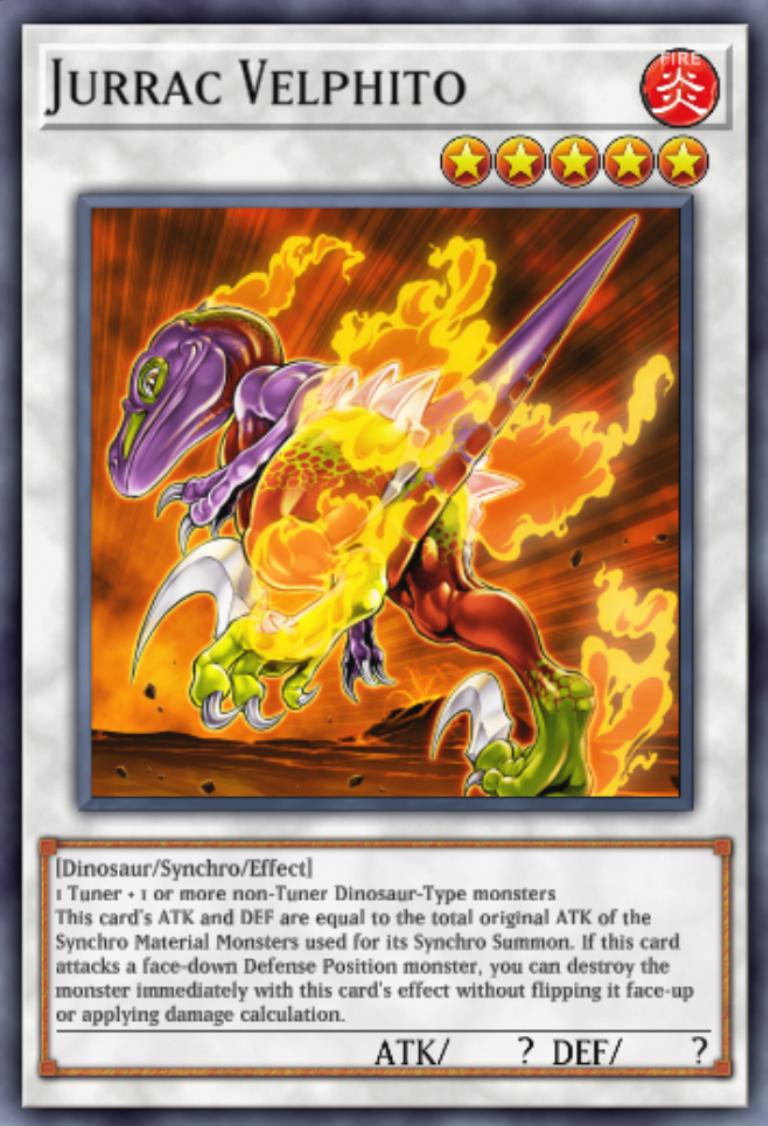 Jurrac Velphito
FIRE
炎
[Dinosaur/Synchro/Effect]
1 Tuner + 1 or more non-Tuner Dinosaur-Type monsters
This card's ATK and DEF are equal to the total original ATK of the
Synchro Material Monsters used for its Synchro Summon. If this card
attacks a face-down Defense Position monster, you can destroy the
monster immediately with this card's effect without flipping it face-up
or applying damage calculation.
ATK/ ? DEF/ ?